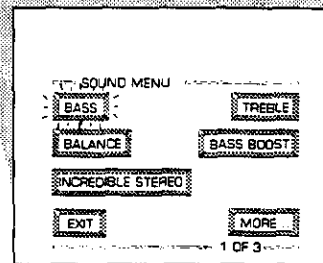 SOUND MENU
BASS TREBLE
BALANCE BASS BOOST
INCREDIBLE STEREO
EXIT MORE...
1 OF 3